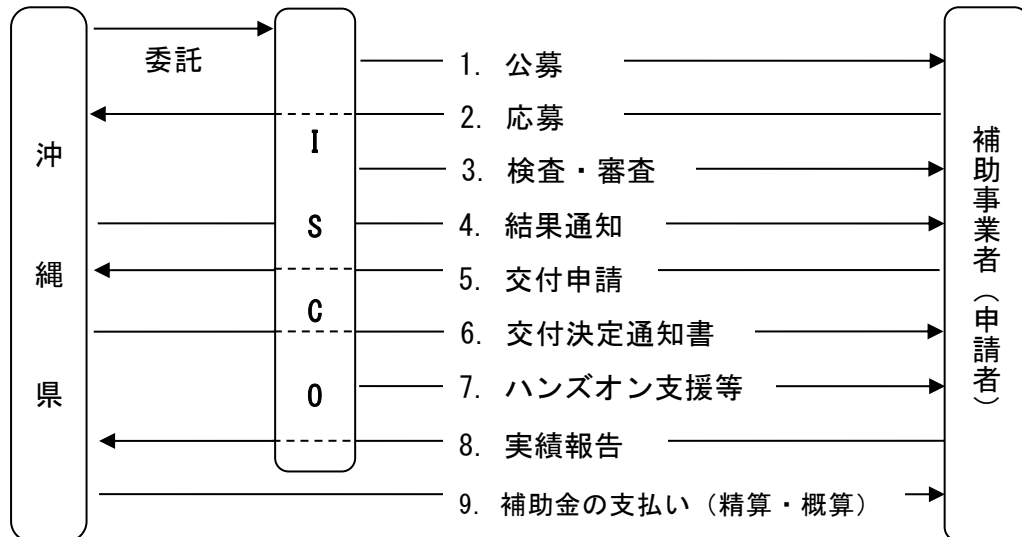 沖縄県
委託
ISCO
1. 公募
2. 応募
3. 検査・審査
4. 結果通知
5. 交付申請
6. 交付決定通知書
7. ハンズオン支援等
8. 実績報告
9. 補助金の支払い（精算・概算）
補助事業者（申請者）